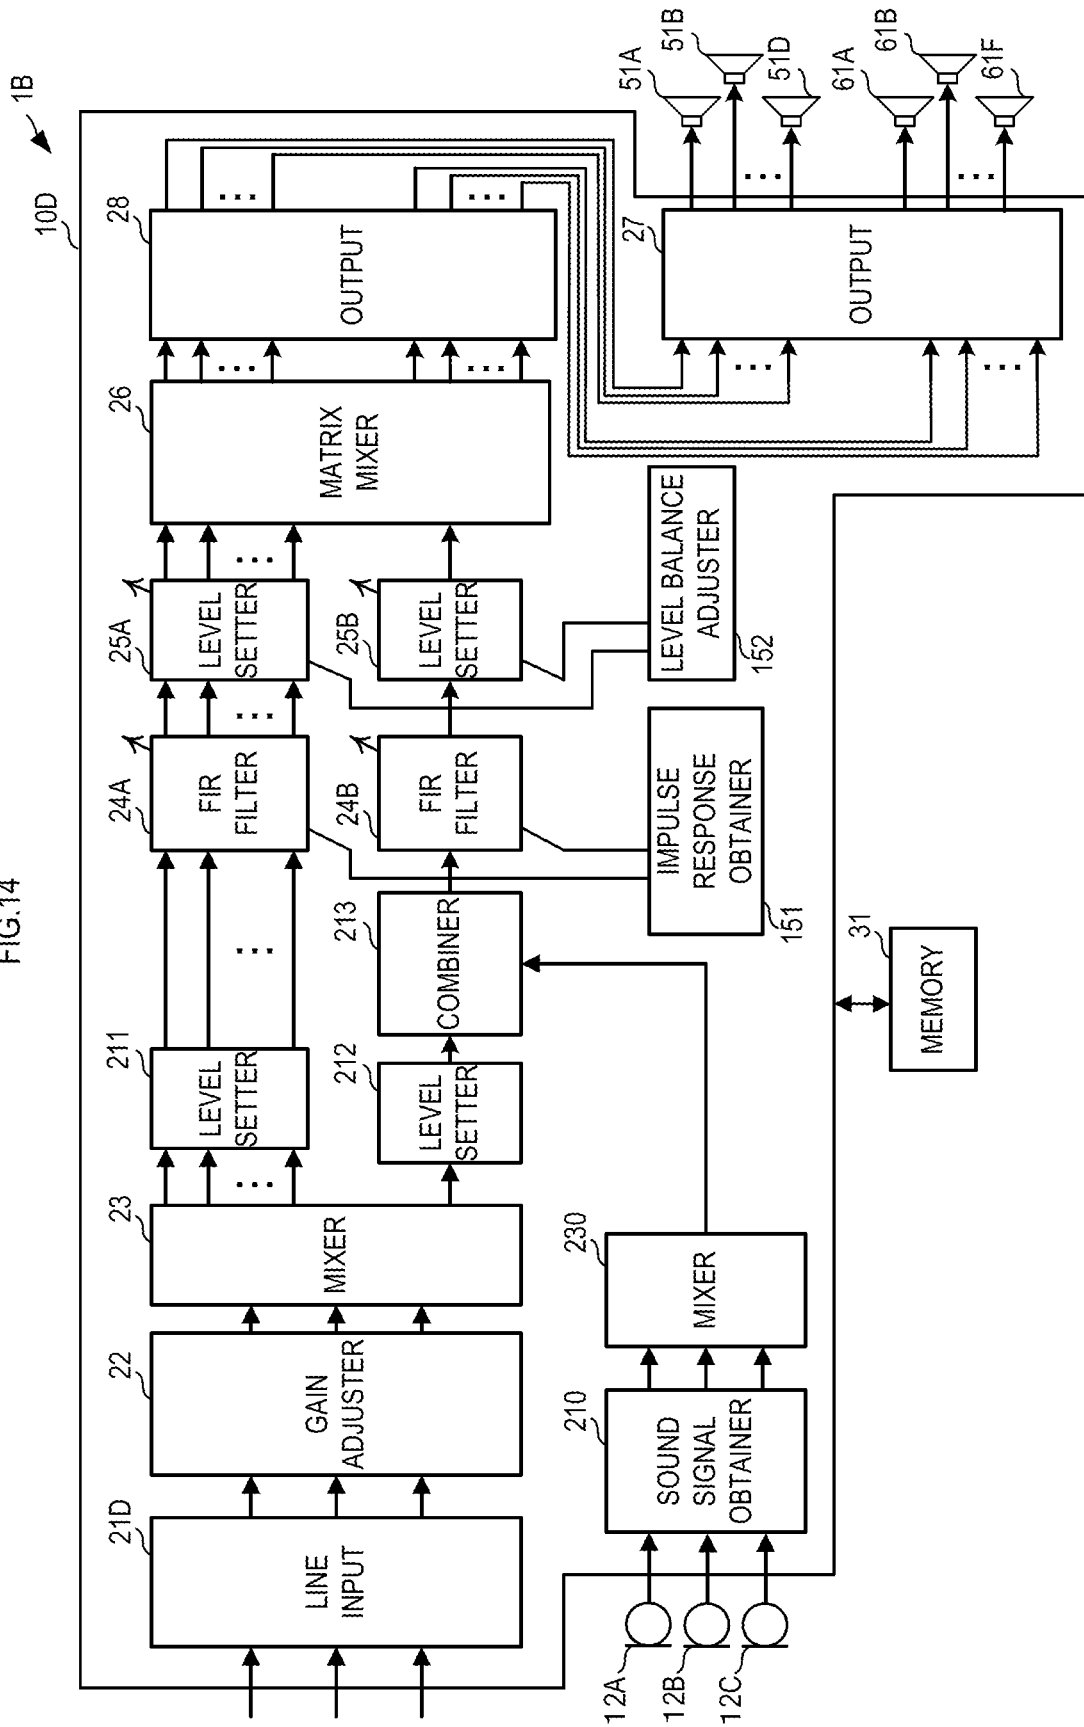 FIG.14
1B
10D
21D
LINE
INPUT
22
GAIN
ADJUSTER
23
MIXER
211
LEVEL
SETTER
212
LEVEL
SETTER
213
COMBINER
24A
FIR
FILTER
24B
FIR
FILTER
25A
LEVEL
SETTER
25B
LEVEL
SETTER
26
MATRIX
MIXER
28
OUTPUT
12A
12B
12C
210
SOUND
SIGNAL
OBTAINER
230
MIXER
IMPULSE
RESPONSE
OBTAINER
151
LEVEL BALANCE
ADJUSTER
152
27
OUTPUT
51A
51B
51D
61A
61B
61F
31
MEMORY